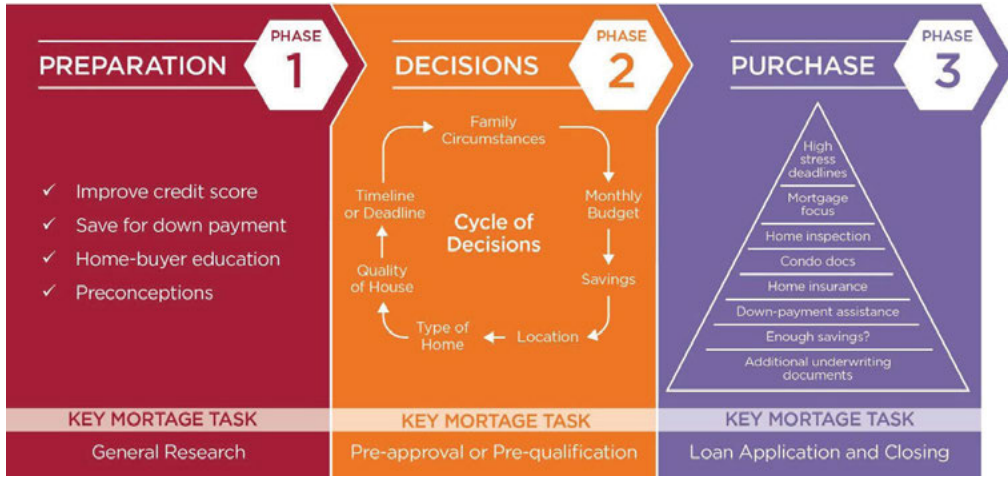 PREPARATION
PHASE
1
✓ Improve credit score
✓ Save for down payment
✓ Home-buyer education
✓ Preconceptions
KEY MORTAGE TASK
General Research
DECISIONS
PHASE
2
Cycle of
Decisions
Family
Circumstances
Monthly
Budget
Savings
Location
Type of
Home
Quality
of House
Timeline
or Deadline
KEY MORTAGE TASK
Pre-approval or Pre-qualification
PURCHASE
PHASE
3
High
stress
deadlines
Mortgage
focus
Home inspection
Condo docs
Home insurance
Down-payment assistance
Enough savings?
Additional underwriting
documents
KEY MORTAGE TASK
Loan Application and Closing